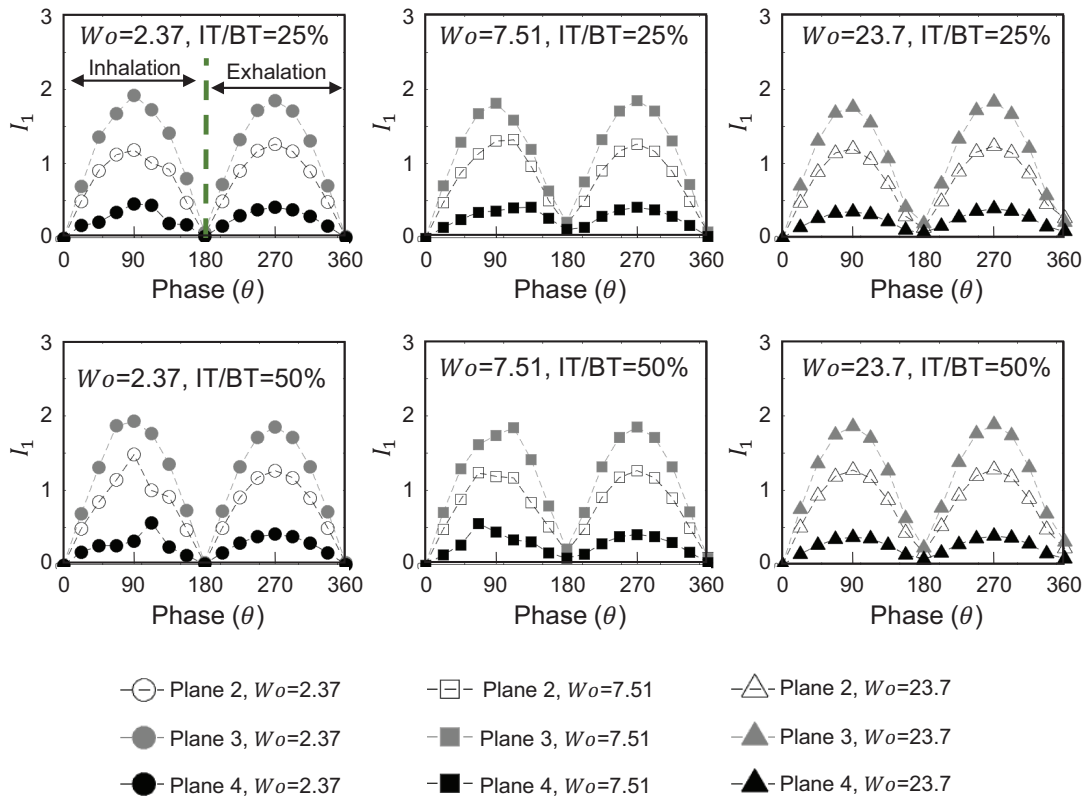 Wo=2.37, IT/BT=25%
Inhalation
Exhalation
I₁
3
2
1
0
0 90 180 270 360
Phase (θ)
Wo=7.51, IT/BT=25%
I₁
3
2
1
0
0 90 180 270 360
Phase (θ)
Wo=23.7, IT/BT=25%
I₁
3
2
1
0
0 90 180 270 360
Phase (θ)
Wo=2.37, IT/BT=50%
I₁
3
2
1
0
0 90 180 270 360
Phase (θ)
Wo=7.51, IT/BT=50%
I₁
3
2
1
0
0 90 180 270 360
Phase (θ)
Wo=23.7, IT/BT=50%
I₁
3
2
1
0
0 90 180 270 360
Phase (θ)
Plane 2, Wo=2.37
Plane 2, Wo=7.51
Plane 2, Wo=23.7
Plane 3, Wo=2.37
Plane 3, Wo=7.51
Plane 3, Wo=23.7
Plane 4, Wo=2.37
Plane 4, Wo=7.51
Plane 4, Wo=23.7